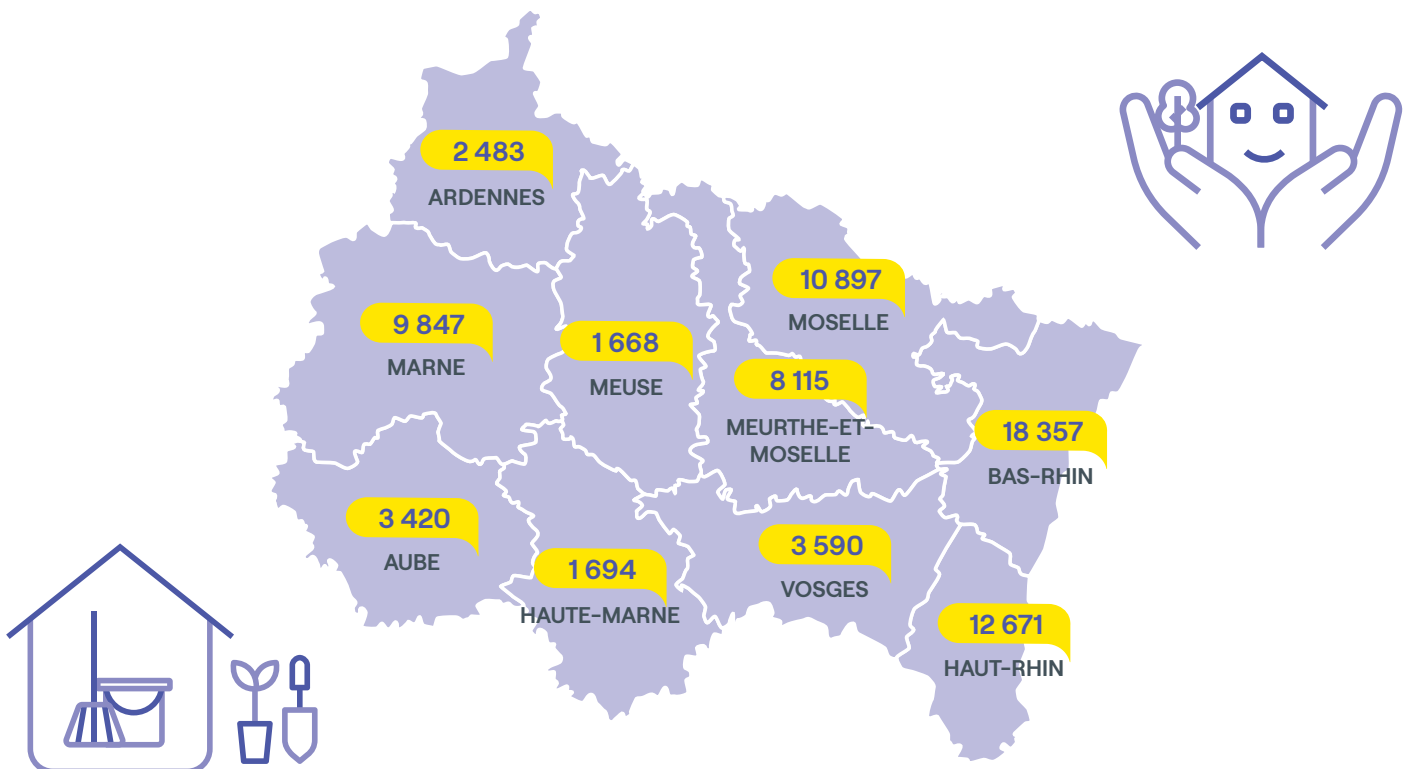 2 483
ARDENNES
10 897
MOSELLE
9 847
MARNE
1 668
MEUSE
8 115
MEURTHE-ET-
MOSELLE
18 357
BAS-RHIN
3 420
AUBE
3 590
VOSGES
1 694
HAUTE-MARNE
12 671
HAUT-RHIN